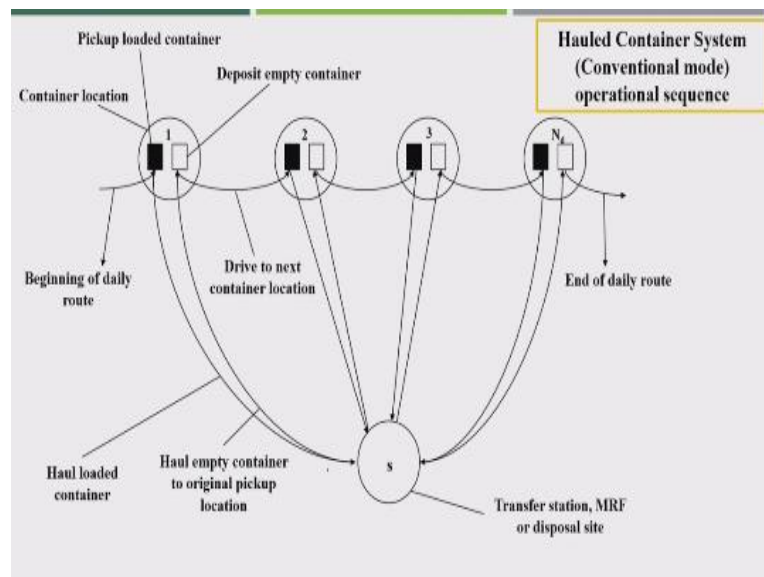 Hauled Container System
(Conventional mode)
operational sequence
Pickup loaded container
Deposit empty container
Container location
1
2
3
Nd
Beginning of daily
route
Drive to next
container location
End of daily route
Haul loaded
container
Haul empty container
to original pickup
location
s
Transfer station, MRF
or disposal site